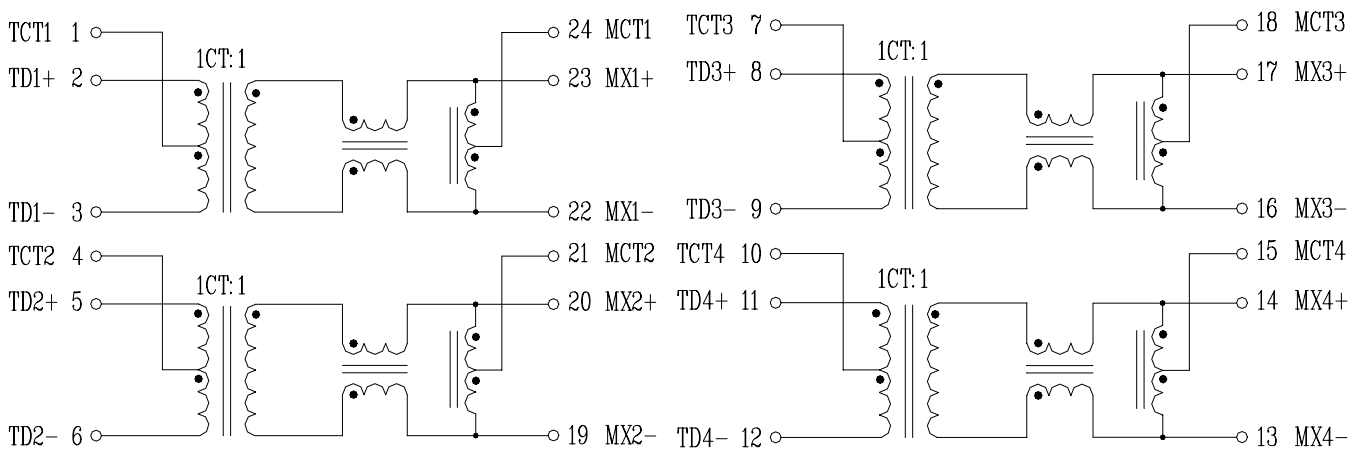 TCT1 1 24 MCT1
1CT:1
TD1+ 2 23 MX1+
TD1- 3 22 MX1-
TCT2 4 21 MCT2
1CT:1
TD2+ 5 20 MX2+
TD2- 6 19 MX2-
TCT3 7 18 MCT3
1CT:1
TD3+ 8 17 MX3+
TD3- 9 16 MX3-
TCT4 10 15 MCT4
1CT:1
TD4+ 11 14 MX4+
TD4- 12 13 MX4-